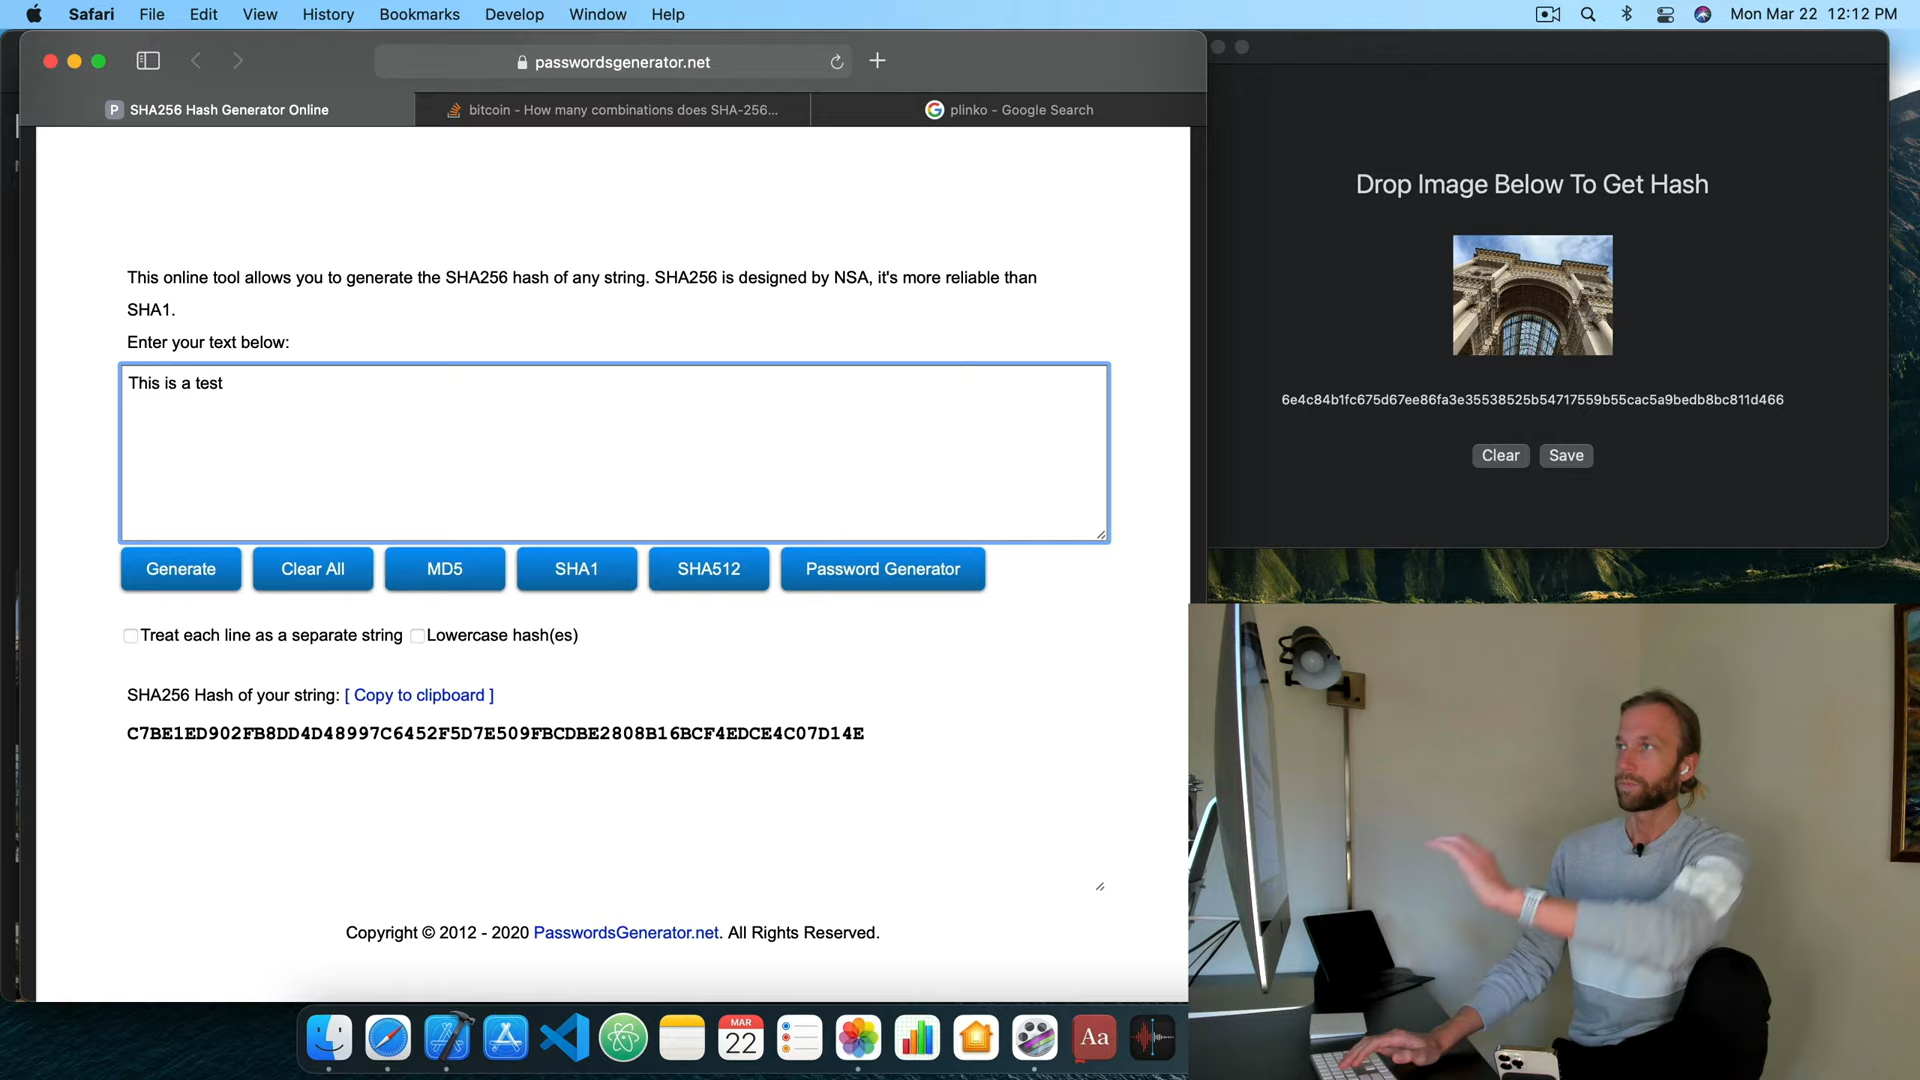 Safari File Edit View History Bookmarks Develop Window Help
Mon Mar 22 12:12 PM
passwordsgenerator.net
P SHA256 Hash Generator Online
bitcoin - How many combinations does SHA-256...
G plinko - Google Search
This online tool allows you to generate the SHA256 hash of any string. SHA256 is designed by NSA, it's more reliable than
SHA1.
Enter your text below:
This is a test
Generate Clear All MD5 SHA1 SHA512 Password Generator
Treat each line as a separate string Lowercase hash(es)
SHA256 Hash of your string: [ Copy to clipboard ]
C7BE1ED902FB8DD4D48997C6452F5D7E509FBCDBE2808B16BCF4EDCE4C07D14E
Copyright © 2012 - 2020 PasswordsGenerator.net. All Rights Reserved.
Drop Image Below To Get Hash
6e4c84b1fc675d67ee86fa3e35538525b54717559b55cac5a9bedb8bc811d466
Clear Save
MAR
22
Aa